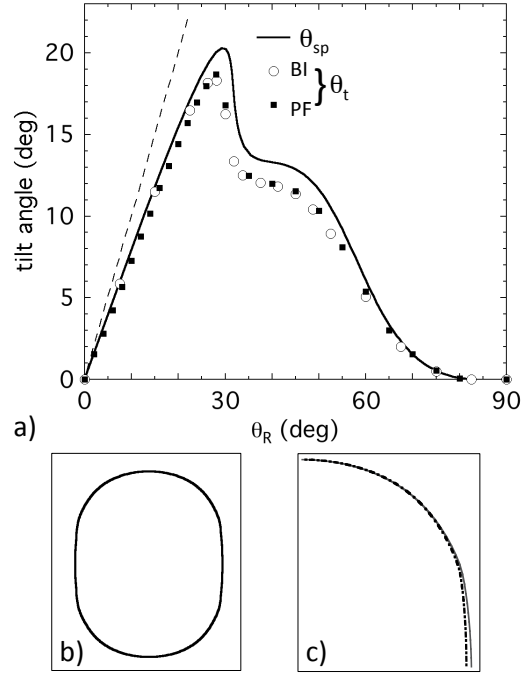 20
15
10
5
0
tilt angle (deg)
θsp
BI
PF
} θt
0 30 60 90
θR (deg)
a)
b)
c)